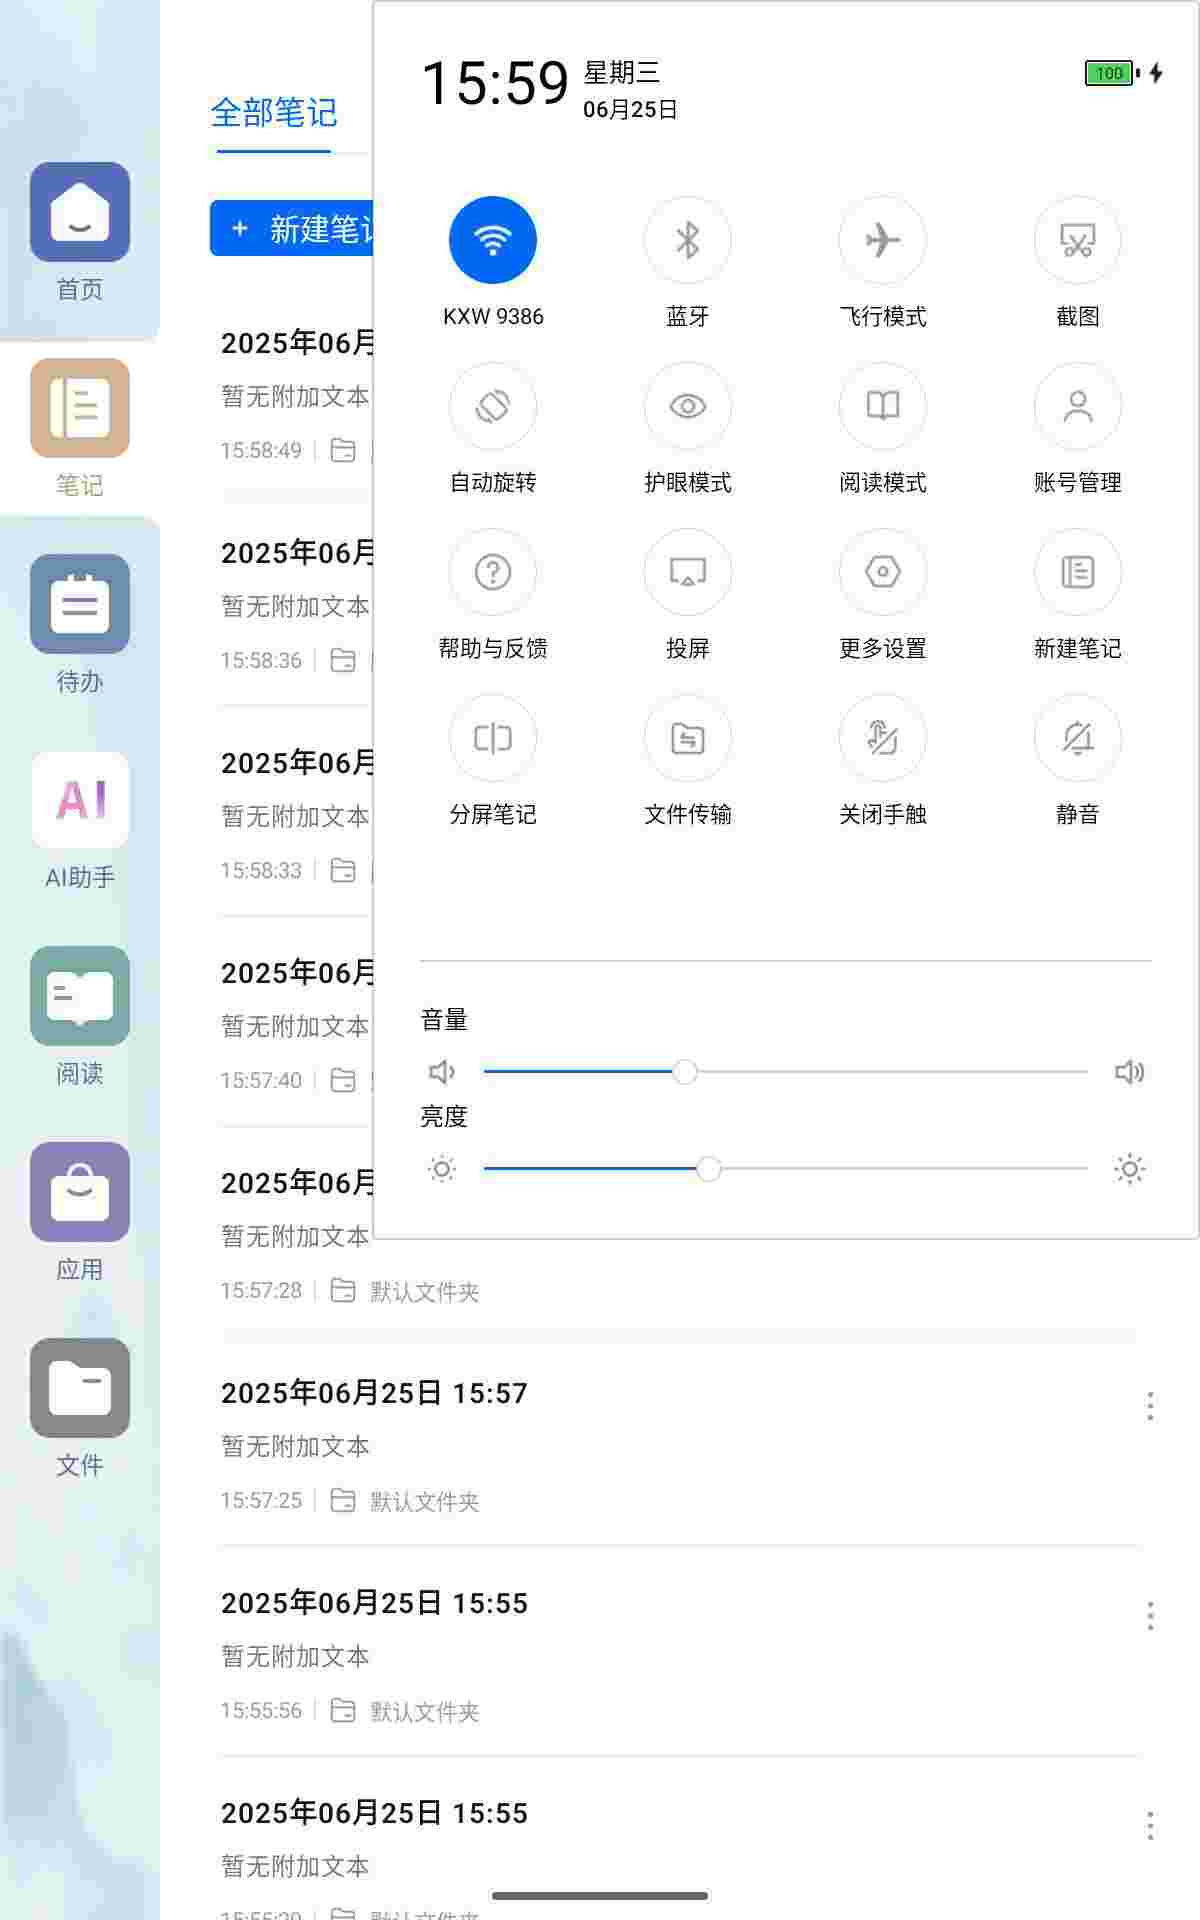 首页
笔记
待办
AI
AI助手
阅读
应用
文件
全部笔记
+ 新建笔记
2025年06月
暂无附加文本
15:58:49
2025年06月
暂无附加文本
15:58:36
2025年06月
暂无附加文本
15:58:33
2025年06月
暂无附加文本
15:57:40
2025年06月
暂无附加文本
15:57:28 默认文件夹
2025年06月25日 15:57
暂无附加文本
15:57:25 默认文件夹
2025年06月25日 15:55
暂无附加文本
15:55:56 默认文件夹
2025年06月25日 15:55
暂无附加文本
默认文件夹
15:59
星期三
06月25日
100
KXW 9386 蓝牙 飞行模式 截图
自动旋转 护眼模式 阅读模式 账号管理
帮助与反馈 投屏 更多设置 新建笔记
分屏笔记 文件传输 关闭手触 静音
音量
亮度